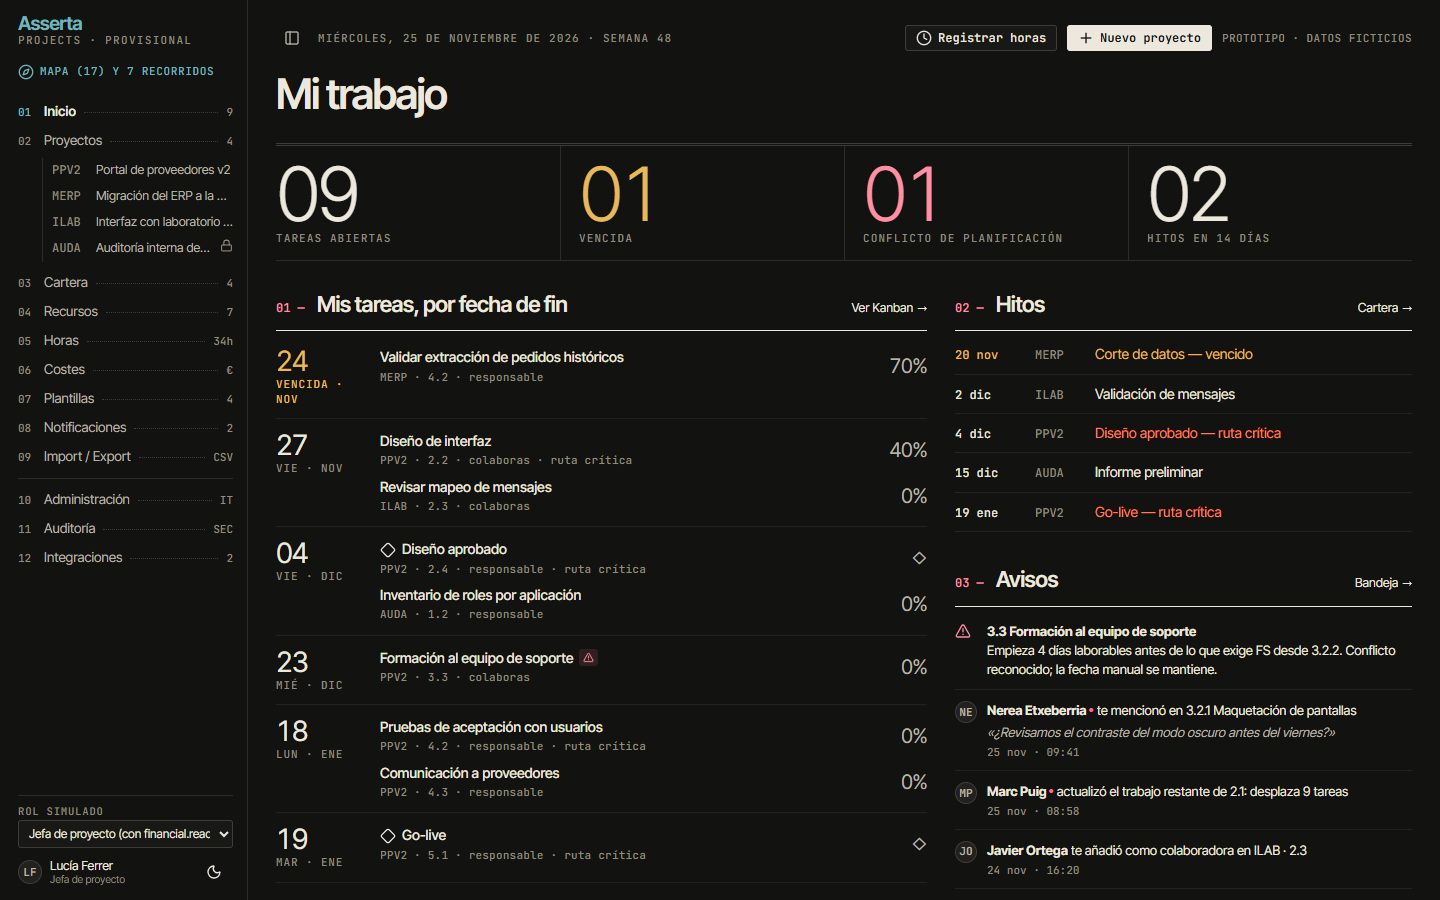 Asserta
PROJECTS · PROVISIONAL
MAPA (17) Y 7 RECORRIDOS
01 Inicio 9
02 Proyectos 4
PPV2 Portal de proveedores v2
MERP Migración del ERP a la ...
ILAB Interfaz con laboratorio ...
AUDA Auditoría interna de...
03 Cartera 4
04 Recursos 7
05 Horas 34h
06 Costes €
07 Plantillas 4
08 Notificaciones 2
09 Import / Export CSV
10 Administración IT
11 Auditoría SEC
12 Integraciones 2
ROL SIMULADO
Jefa de proyecto (con financial.reac
LF Lucía Ferrer
Jefa de proyecto
MIÉRCOLES, 25 DE NOVIEMBRE DE 2026 · SEMANA 48
Registrar horas
Nuevo proyecto
PROTOTIPO · DATOS FICTICIOS
Mi trabajo
09
TAREAS ABIERTAS
01
VENCIDA
01
CONFLICTO DE PLANIFICACIÓN
02
HITOS EN 14 DÍAS
01 — Mis tareas, por fecha de fin Ver Kanban →
24 VENCIDA · NOV
Validar extracción de pedidos históricos 70%
MERP · 4.2 · responsable
27 VIE · NOV
Diseño de interfaz 40%
PPV2 · 2.2 · colaboras · ruta crítica
Revisar mapeo de mensajes 0%
ILAB · 2.3 · colaboras
04 VIE · DIC
Diseño aprobado
PPV2 · 2.4 · responsable · ruta crítica
Inventario de roles por aplicación 0%
AUDA · 1.2 · responsable
23 MIÉ · DIC
Formación al equipo de soporte 0%
PPV2 · 3.3 · colaboras
18 LUN · ENE
Pruebas de aceptación con usuarios 0%
PPV2 · 4.2 · responsable · ruta crítica
Comunicación a proveedores 0%
PPV2 · 4.3 · responsable
19 MAR · ENE
Go-live
PPV2 · 5.1 · responsable · ruta crítica
02 — Hitos Cartera →
20 nov MERP Corte de datos — vencido
2 dic ILAB Validación de mensajes
4 dic PPV2 Diseño aprobado — ruta crítica
15 dic AUDA Informe preliminar
19 ene PPV2 Go-live — ruta crítica
03 — Avisos Bandeja →
3.3 Formación al equipo de soporte
Empieza 4 días laborables antes de lo que exige FS desde 3.2.2. Conflicto
reconocido; la fecha manual se mantiene.
NE Nerea Etxeberria • te mencionó en 3.2.1 Maquetación de pantallas
«¿Revisamos el contraste del modo oscuro antes del viernes?»
25 nov · 09:41
MP Marc Puig • actualizó el trabajo restante de 2.1: desplaza 9 tareas
25 nov · 08:58
JO Javier Ortega te añadió como colaboradora en ILAB · 2.3
24 nov · 16:20